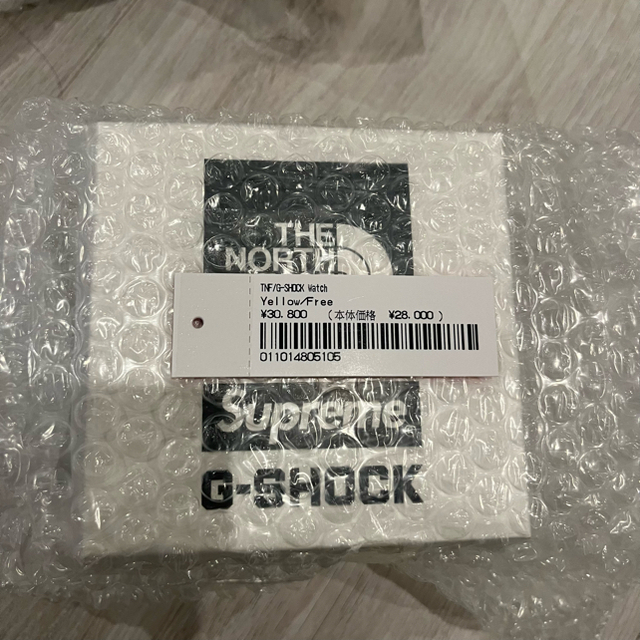 THE
NORTH
TNF/G-SHOCK Watch
Yellow/Free
¥30,800 (本体価格 ¥28,000)
011014805105
Supreme
G-SHOCK